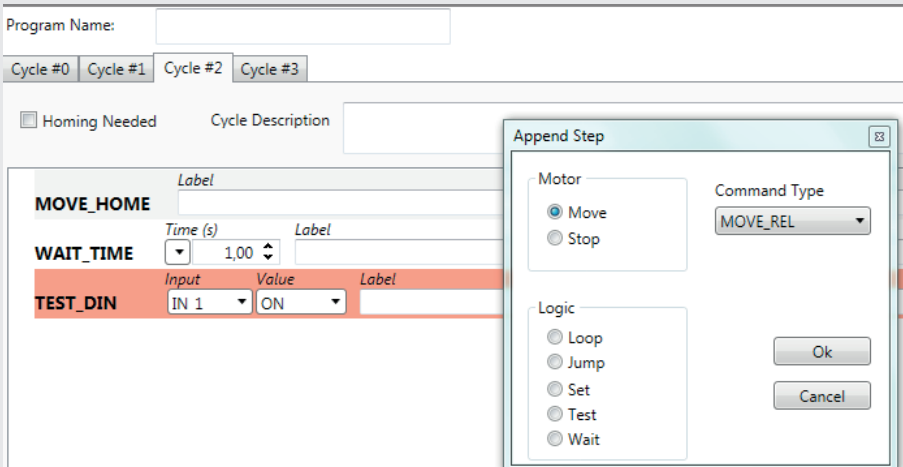 Program Name:
Cycle #0 Cycle #1 Cycle #2 Cycle #3
Homing Needed Cycle Description
Label
MOVE_HOME
Time (s) Label
WAIT_TIME 1,00
Input Value Label
TEST_DIN IN 1 ON
Append Step
Motor
Move
Stop
Command Type
MOVE_REL
Logic
Loop
Jump
Set
Test
Wait
Ok
Cancel